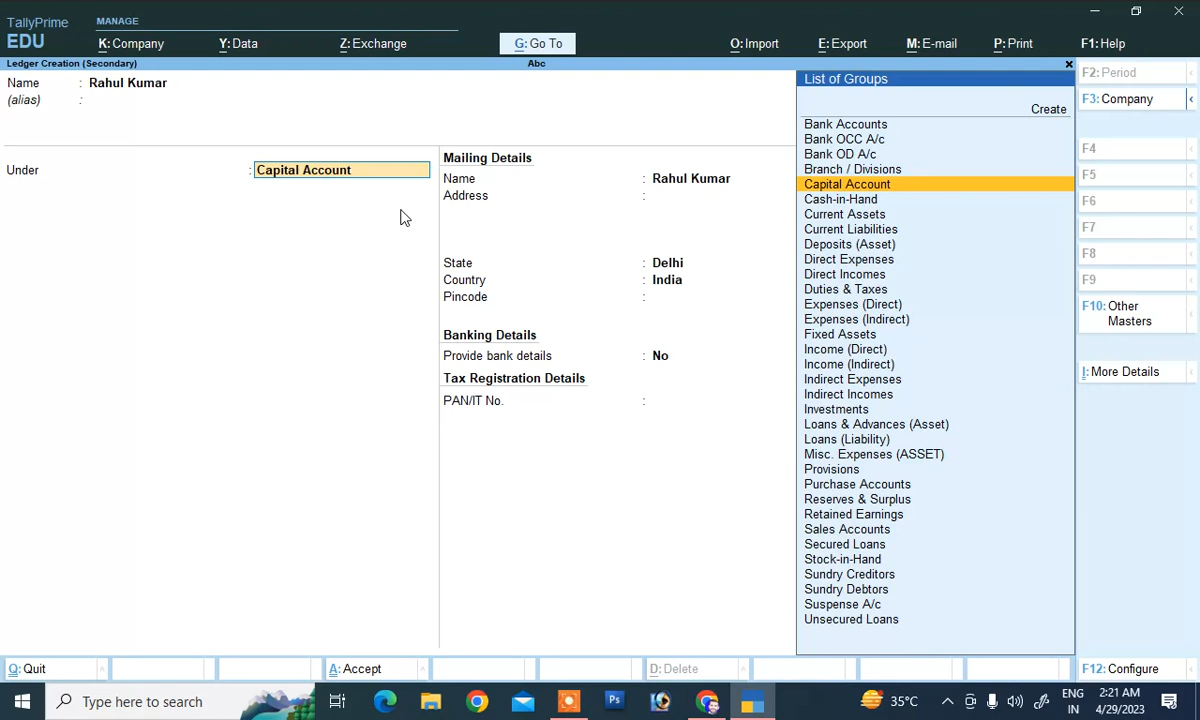 TallyPrime
EDU
MANAGE
K: Company
Y: Data
Z: Exchange
G: Go To
O: Import
E: Export
M: E-mail
P: Print
F1: Help
Ledger Creation (Secondary)
Abc
Name : Rahul Kumar
(alias) :
Under : Capital Account
Mailing Details
Name : Rahul Kumar
Address :
State : Delhi
Country : India
Pincode :
Banking Details
Provide bank details : No
Tax Registration Details
PAN/IT No. :
List of Groups
Create
Bank Accounts
Bank OCC A/c
Bank OD A/c
Branch / Divisions
Capital Account
Cash-in-Hand
Current Assets
Current Liabilities
Deposits (Asset)
Direct Expenses
Direct Incomes
Duties & Taxes
Expenses (Direct)
Expenses (Indirect)
Fixed Assets
Income (Direct)
Income (Indirect)
Indirect Expenses
Indirect Incomes
Investments
Loans & Advances (Asset)
Loans (Liability)
Misc. Expenses (ASSET)
Provisions
Purchase Accounts
Reserves & Surplus
Retained Earnings
Sales Accounts
Secured Loans
Stock-in-Hand
Sundry Creditors
Sundry Debtors
Suspense A/c
Unsecured Loans
F2: Period
F3: Company
F4
F5
F6
F7
F8
F9
F10: Other
Masters
I: More Details
Q: Quit
A: Accept
D: Delete
F12: Configure
Type here to search
Ps
35°C
ENG
IN
2:21 AM
4/29/2023